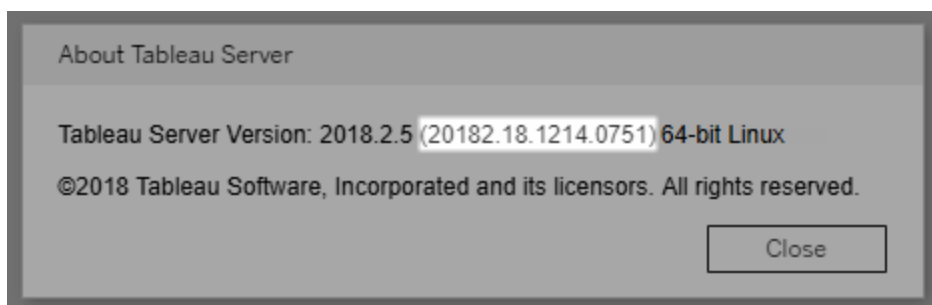 About Tableau Server
Tableau Server Version: 2018.2.5 (20182.18.1214.0751) 64-bit Linux
©2018 Tableau Software, Incorporated and its licensors. All rights reserved.
Close